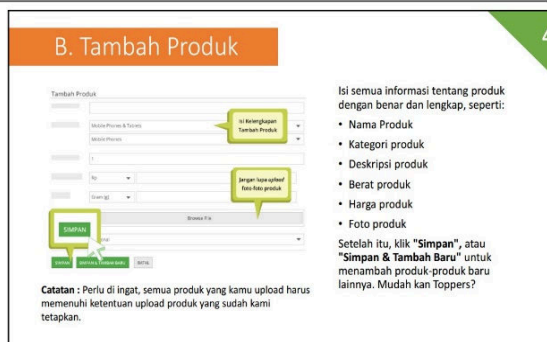 B. Tambah Produk
4
Tambah Produk
Mobile Phones & Tablets
Mobile Phones
Isi Kelengkapan
Tambah Produk
1
Rp
Gram (g)
Jangan lupa upload
foto-foto produk
Browse File
SIMPAN
SIMPAN
SIMPAN & TAMBAH BARU
BATAL
Catatan : Perlu di ingat, semua produk yang kamu upload harus
memenuhi ketentuan upload produk yang sudah kami
tetapkan.
Isi semua informasi tentang produk
dengan benar dan lengkap, seperti:
• Nama Produk
• Kategori produk
• Deskripsi produk
• Berat produk
• Harga produk
• Foto produk
Setelah itu, klik "Simpan", atau
"Simpan & Tambah Baru" untuk
menambah produk-produk baru
lainnya. Mudah kan Toppers?